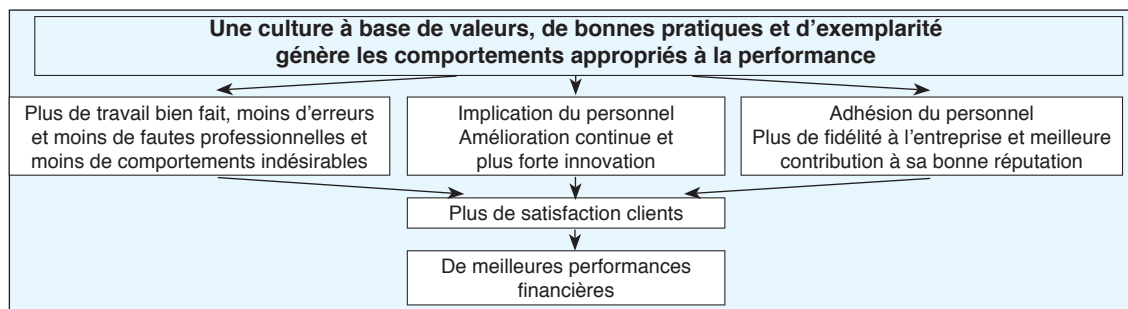 Une culture à base de valeurs, de bonnes pratiques et d'exemplarité
génère les comportements appropriés à la performance
Plus de travail bien fait, moins d'erreurs
et moins de fautes professionnelles et
moins de comportements indésirables
Implication du personnel
Amélioration continue et
plus forte innovation
Adhésion du personnel
Plus de fidélité à l'entreprise et meilleure
contribution à sa bonne réputation
Plus de satisfaction clients
De meilleures performances
financières